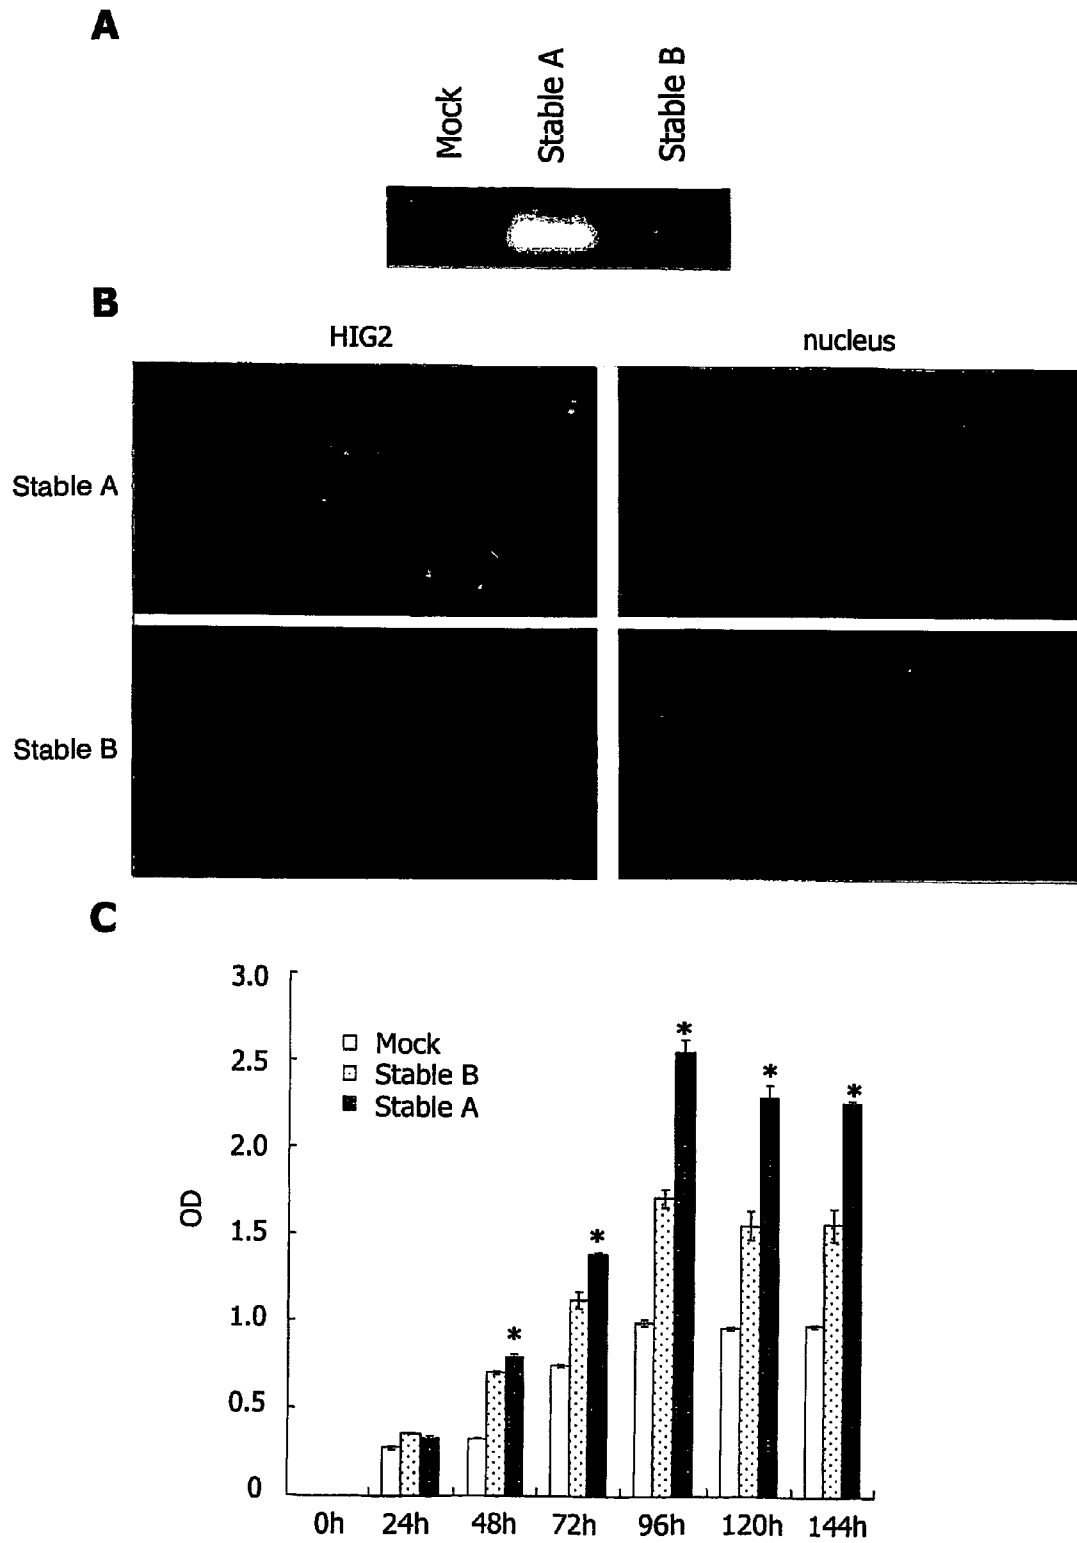 A
Mock
Stable A
Stable B
B
HIG2
nucleus
Stable A
Stable B
C
3.0
2.5
2.0
1.5
1.0
0.5
0
OD
Mock
Stable B
Stable A
*
*
*
*
*
0h 24h 48h 72h 96h 120h 144h